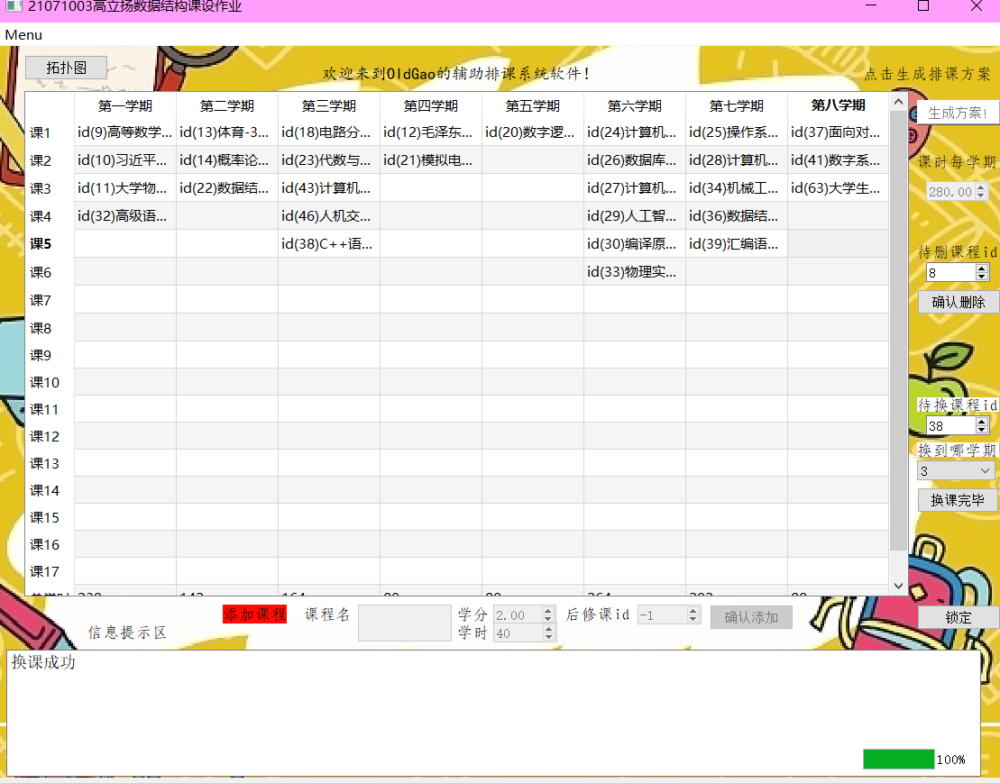 21071003高立扬数据结构课设作业
Menu
拓扑图
欢迎来到OldGao的辅助排课系统软件!
点击生成排课方案
第一学期 第二学期 第三学期 第四学期 第五学期 第六学期 第七学期 第八学期
生成方案!
课1 id(9)高等数学... id(13)体育-3... id(18)电路分... id(12)毛泽东... id(20)数字逻... id(24)计算机... id(25)操作系... id(37)面向对...
课2 id(10)习近平... id(14)概率论... id(23)代数与... id(21)模拟电... id(26)数据库... id(28)计算机... id(41)数字系...
课时每学期
课3 id(11)大学物... id(22)数据结... id(43)计算机... id(27)计算机... id(34)机械工... id(63)大学生...
280.00
课4 id(32)高级语... id(46)人机交... id(29)人工智... id(36)数据结...
课5 id(38)C++语... id(30)编译原... id(39)汇编语...
待删课程id
课6 id(33)物理实...
8
课7
确认删除
课8
课9
课10
课11
待换课程id
课12
38
课13
换到哪学期
3
课14
换课完毕
课15
课16
课17
添加课程 课程名 学分 2.00 后修课id -1 确认添加
学时 40
锁定
信息提示区
换课成功
100%